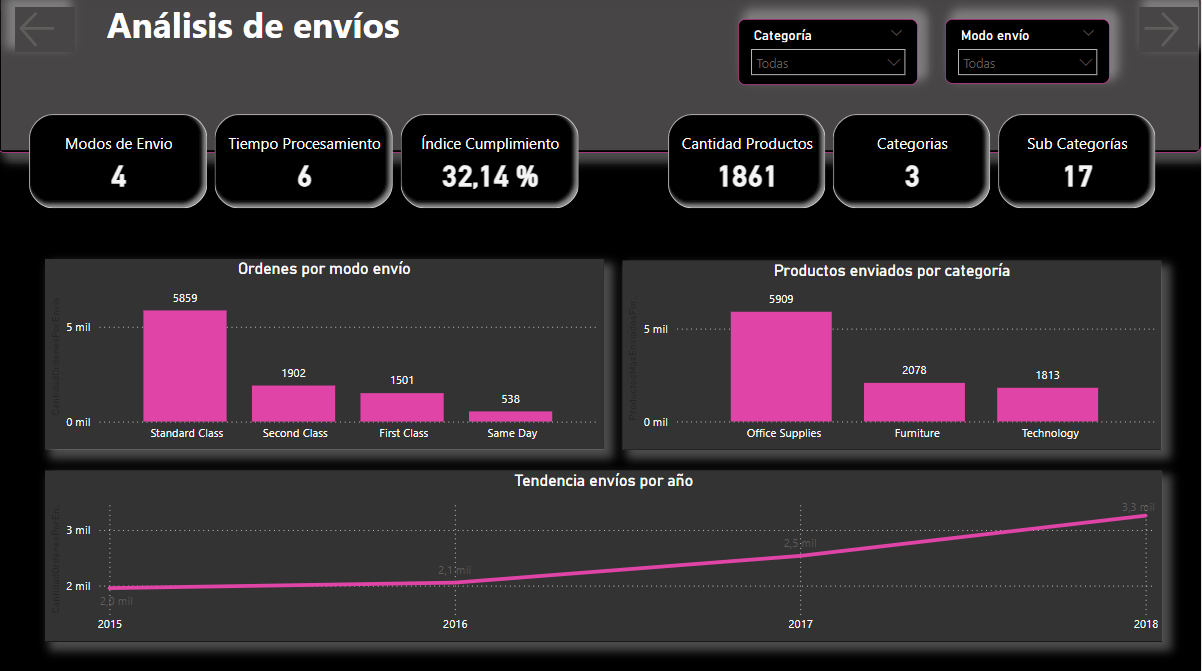 Análisis de envíos
Categoría
Todas
Modo envío
Todas
Modos de Envio
4
Tiempo Procesamiento
6
Índice Cumplimiento
32,14 %
Cantidad Productos
1861
Categorias
3
Sub Categorías
17
Ordenes por modo envío
5859
5 mil
1902
1501
538
0 mil
Standard Class
Second Class
First Class
Same Day
Productos enviados por categoría
5909
5 mil
2078
1813
0 mil
Office Supplies
Furniture
Technology
Tendencia envíos por año
3,3 mil
3 mil
2,5 mil
2,1 mil
2 mil
2,0 mil
2015
2016
2017
2018